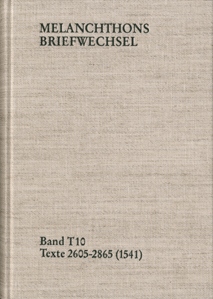 MELANCHTHONS
BRIEFWECHSEL
Band T10
Texte 2605-2865 (1541)